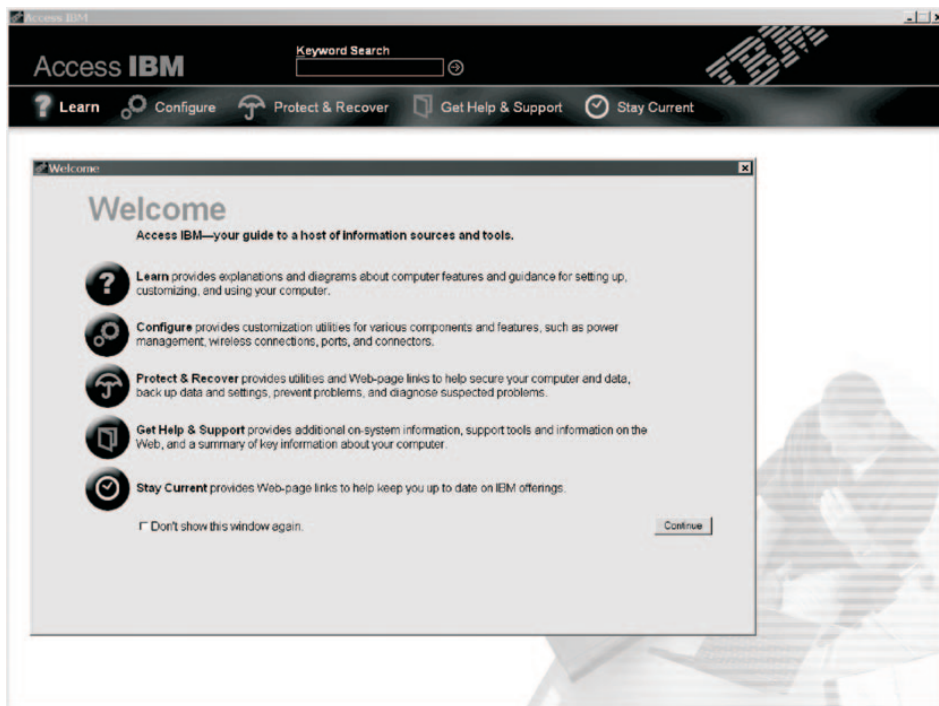 Access IBM
Keyword Search
Access IBM
IBM
? Learn
Configure
Protect & Recover
Get Help & Support
Stay Current
Welcome
Welcome
Access IBM—your guide to a host of information sources and tools.
? Learn provides explanations and diagrams about computer features and guidance for setting up,
customizing, and using your computer.
Configure provides customization utilities for various components and features, such as power
management, wireless connections, ports, and connectors.
Protect & Recover provides utilities and Web-page links to help secure your computer and data,
back up data and settings, prevent problems, and diagnose suspected problems.
Get Help & Support provides additional on-system information, support tools and information on the
Web, and a summary of key information about your computer.
Stay Current provides Web-page links to help keep you up to date on IBM offerings.
Don't show this window again.
Continue